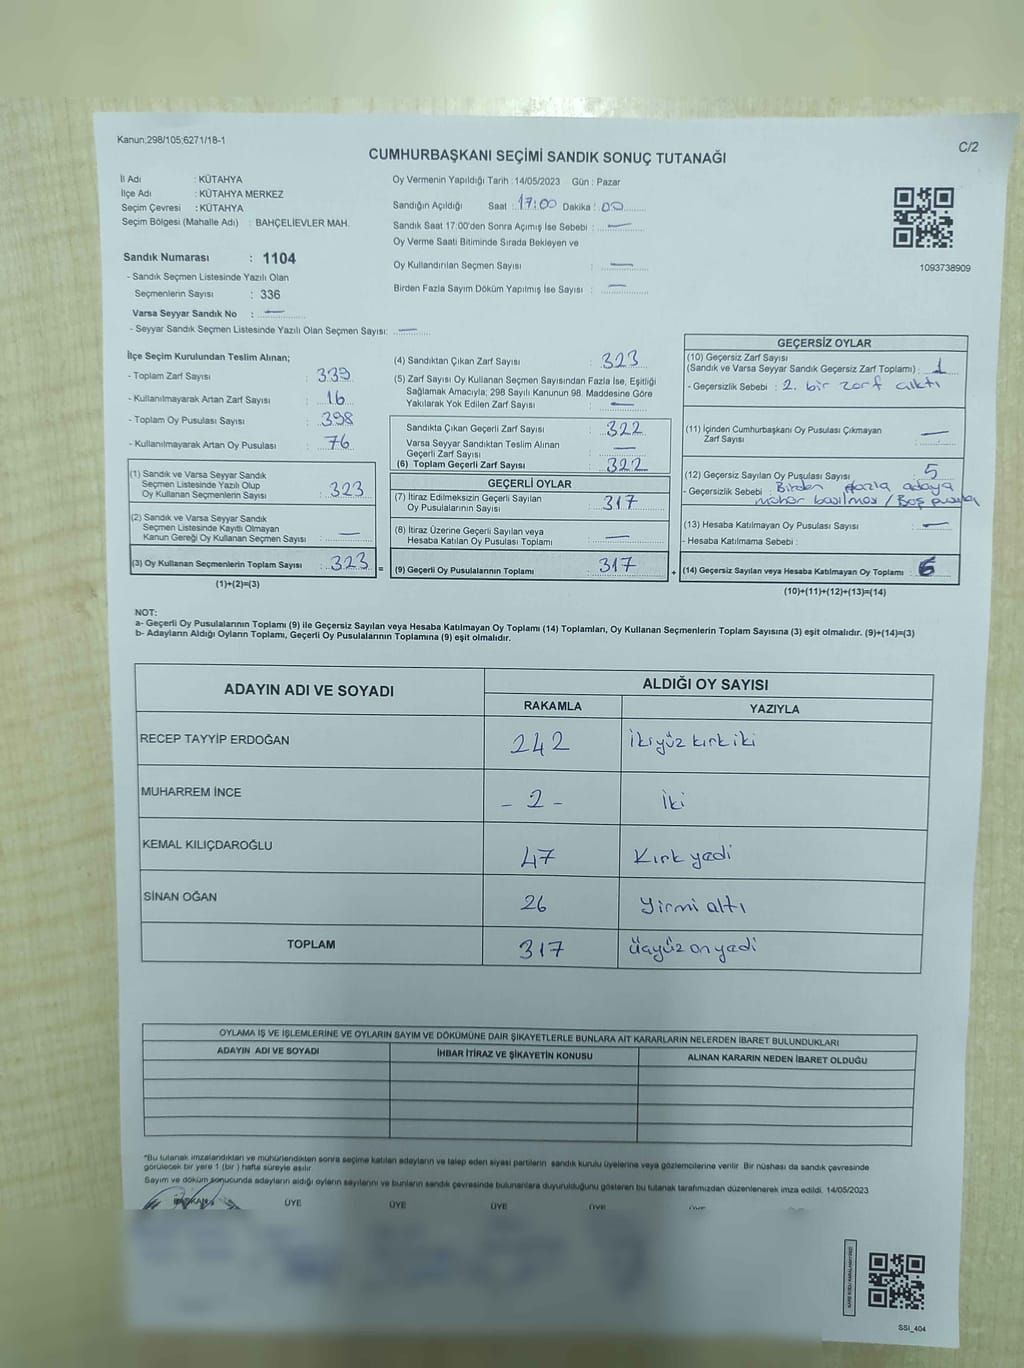 Kanun:298/105;6271/18-1
C/2
CUMHURBAŞKANI SEÇİMİ SANDIK SONUÇ TUTANAĞI
İl Adı : KÜTAHYA
İlçe Adı : KÜTAHYA MERKEZ
Seçim Çevresi : KÜTAHYA
Seçim Bölgesi (Mahalle Adı) : BAHÇELİEVLER MAH.
Sandık Numarası : 1104
- Sandık Seçmen Listesinde Yazılı Olan
Seçmenlerin Sayısı : 336
Varsa Seyyar Sandık No : —
- Seyyar Sandık Seçmen Listesinde Yazılı Olan Seçmen Sayısı: —
Oy Vermenin Yapıldığı Tarih : 14/05/2023 Gün : Pazar
Sandığın Açıldığı Saat : 17:00 Dakika : 00
Sandık Saat 17:00'den Sonra Açımış İse Sebebi : —
Oy Verme Saati Bitiminde Sırada Bekleyen ve
Oy Kullandırılan Seçmen Sayısı : —
Birden Fazla Sayım Döküm Yapılmış İse Sayısı : —
1093738909
İlçe Seçim Kurulundan Teslim Alınan;
- Toplam Zarf Sayısı : 339
- Kullanılmayarak Artan Zarf Sayısı : 16
- Toplam Oy Pusulası Sayısı : 398
- Kullanılmayarak Artan Oy Pusulası : 76
(1) Sandık ve Varsa Seyyar Sandık
Seçmen Listesinde Yazılı Olup
Oy Kullanan Seçmenlerin Sayısı : 323
(2) Sandık ve Varsa Seyyar Sandık
Seçmen Listesinde Kayıtlı Olmayan
Kanun Gereği Oy Kullanan Seçmen Sayısı : —
(3) Oy Kullanan Seçmenlerin Toplam Sayısı : 323
(1)+(2)=(3)
=
(4) Sandıktan Çıkan Zarf Sayısı : 323
(5) Zarf Sayısı Oy Kullanan Seçmen Sayısından Fazla İse, Eşitliği
Sağlamak Amacıyla; 298 Sayılı Kanunun 98. Maddesine Göre
Yakılarak Yok Edilen Zarf Sayısı : —
Sandıkta Çıkan Geçerli Zarf Sayısı : 322
Varsa Seyyar Sandıktan Teslim Alınan
Geçerli Zarf Sayısı : —
(6) Toplam Geçerli Zarf Sayısı : 322
GEÇERLİ OYLAR
(7) İtiraz Edilmeksizin Geçerli Sayılan
Oy Pusulalarının Sayısı : 317
(8) İtiraz Üzerine Geçerli Sayılan veya
Hesaba Katılan Oy Pusulası Toplamı : —
(9) Geçerli Oy Pusulalarının Toplamı : 317
+
GEÇERSİZ OYLAR
(10) Geçersiz Zarf Sayısı
(Sandık ve Varsa Seyyar Sandık Geçersiz Zarf Toplamı) : 1
- Geçersizlik Sebebi : 2. bir zarf çıktı
(11) İçinden Cumhurbaşkanı Oy Pusulası Çıkmayan
Zarf Sayısı : —
(12) Geçersiz Sayılan Oy Pusulası Sayısı : 5
- Geçersizlik Sebebi : Birden fazla adaya
mühür basılması / Boş pusula
(13) Hesaba Katılmayan Oy Pusulası Sayısı : —
- Hesaba Katılmama Sebebi :
(14) Geçersiz Sayılan veya Hesaba Katılmayan Oy Toplamı : 6
(10)+(11)+(12)+(13)=(14)
NOT:
a- Geçerli Oy Pusulalarının Toplamı (9) ile Geçersiz Sayılan veya Hesaba Katılmayan Oy Toplamı (14) Toplamları, Oy Kullanan Seçmenlerin Toplam Sayısına (3) eşit olmalıdır. (9)+(14)=(3)
b- Adayların Aldığı Oyların Toplamı, Geçerli Oy Pusulalarının Toplamına (9) eşit olmalıdır.
ADAYIN ADI VE SOYADI
ALDIĞI OY SAYISI
RAKAMLA YAZIYLA
RECEP TAYYİP ERDOĞAN 242 İkiyüz kırk iki
MUHARREM İNCE - 2 - İki
KEMAL KILIÇDAROĞLU 47 Kırk yedi
SİNAN OĞAN 26 Yirmi altı
TOPLAM 317 Üçyüz on yedi
OYLAMA İŞ VE İŞLEMLERİNE VE OYLARIN SAYIM VE DÖKÜMÜNE DAİR ŞİKAYETLERLE BUNLARA AİT KARARLARIN NELERDEN İBARET BULUNDUKLARI
ADAYIN ADI VE SOYADI İHBAR İTİRAZ VE ŞİKAYETİN KONUSU ALINAN KARARIN NEDEN İBARET OLDUĞU
*Bu tutanak imzalandıktan ve mühürlendikten sonra seçime katılan adayların ve talep eden siyasi partilerin sandık kurulu üyelerine veya gözlemcilerine verilir. Bir nüshası da sandık çevresinde
görülecek bir yere 1 (bir) hafta süreyle asılır.
Sayım ve döküm sonucunda adayların aldığı oyların sayılarını ve bunların sandık çevresinde bulunanlara duyurulduğunu gösteren bu tutanak tarafımızdan düzenlenerek imza edildi. 14/05/2023
BAŞKAN ÜYE ÜYE ÜYE ÜYE ÜYE
SSI_404